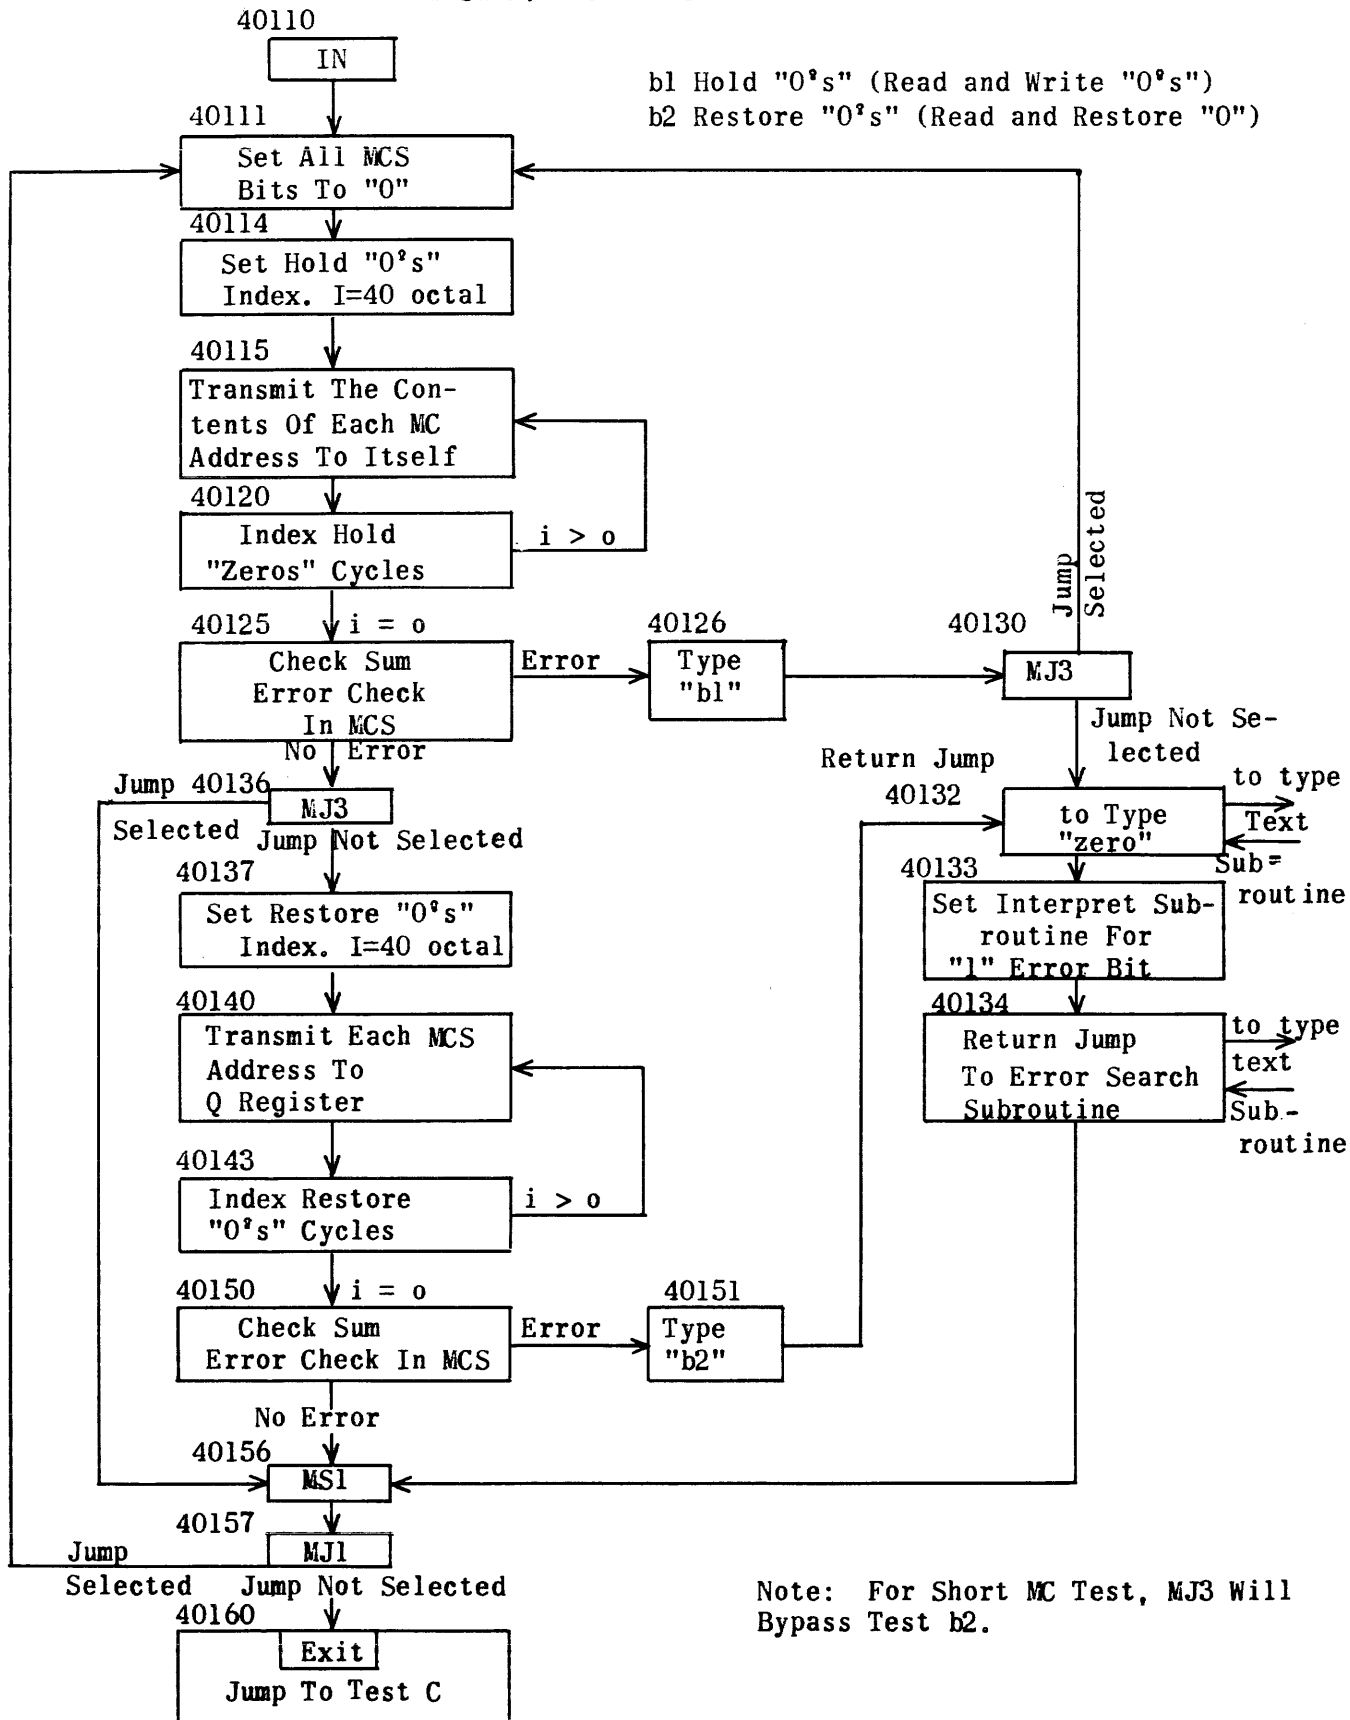 40110
IN
b1 Hold "O's" (Read and Write "O's")
b2 Restore "O's" (Read and Restore "O")
40111
Set All MCS
Bits To "O"
40114
Set Hold "O's"
Index. I=40 octal
40115
Transmit The Con-
tents Of Each MC
Address To Itself
40120
Index Hold
"Zeros" Cycles
i > o
i = o
40125
Check Sum
Error Check
In MCS
Error
40126
Type
"b1"
40130
MJ3
Jump
Selected
No Error
Jump Not Se-
lected
Jump
Selected
40136
MJ3
Jump Not Selected
Return Jump
40132
to Type
"zero"
to type
Text
Sub=
routine
40133
Set Interpret Sub-
routine For
"1" Error Bit
40134
Return Jump
To Error Search
Subroutine
to type
text
Sub-
routine
40137
Set Restore "O's"
Index. I=40 octal
40140
Transmit Each MCS
Address To
Q Register
40143
Index Restore
"O's" Cycles
i > o
i = o
40150
Check Sum
Error Check In MCS
Error
40151
Type
"b2"
No Error
40156
MS1
40157
MJ1
Jump
Selected
Jump Not Selected
40160
Exit
Jump To Test C
Note: For Short MC Test, MJ3 Will
Bypass Test b2.